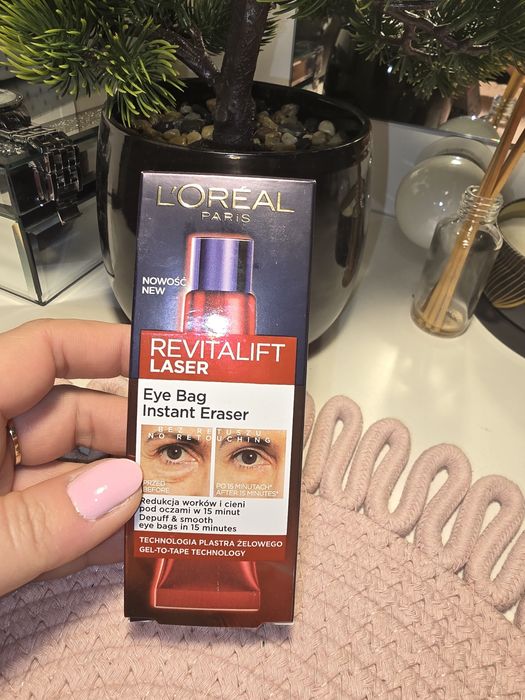 L'ORÉAL
PARIS
NOWOŚĆ
NEW
REVITALIFT
LASER
Eye Bag
Instant Eraser
BEZ RETUSZU
NO RETOUCHING
PRZED
BEFORE
PO 15 MINUTACH*
AFTER 15 MINUTES*
Redukcja worków i cieni
pod oczami w 15 minut
Depuff & smooth
eye bags in 15 minutes
TECHNOLOGIA PLASTRA ŻELOWEGO
GEL-TO-TAPE TECHNOLOGY